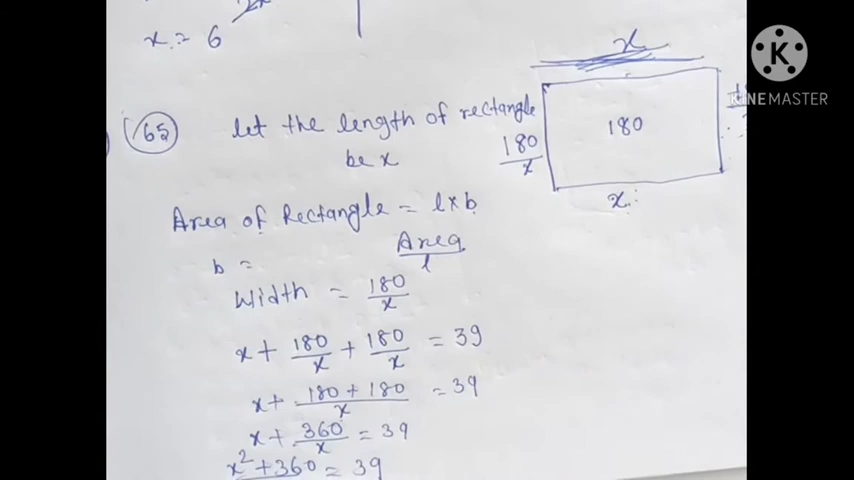 x = 6
x
KINEMASTER
65
let the length of rectangle
be x
180
180/x
x
Area of Rectangle = l×b
b = Area/l
Width = 180/x
x + 180/x + 180/x = 39
x + 180 + 180/x = 39
x + 360/x = 39
x² + 360 = 39